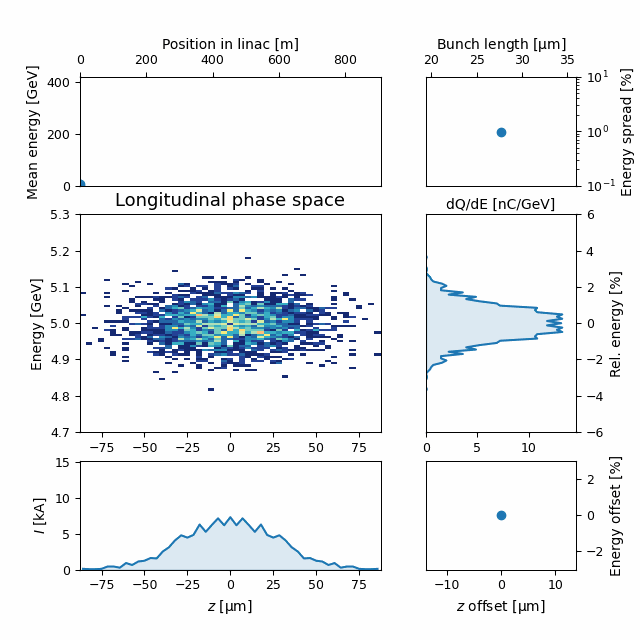 Position in linac [m]
0 200 400 600 800
Mean energy [GeV]
400
200
0
Bunch length [μm]
20 25 30 35
Energy spread [%]
10^1
10^0
10^-1
Longitudinal phase space
Energy [GeV]
5.3
5.2
5.1
5.0
4.9
4.8
4.7
−75 −50 −25 0 25 50 75
dQ/dE [nC/GeV]
Rel. energy [%]
6
4
2
0
−2
−4
−6
0 5 10
I [kA]
15
10
5
0
−75 −50 −25 0 25 50 75
z [μm]
Energy offset [%]
2
0
−2
−10 0 10
z offset [μm]